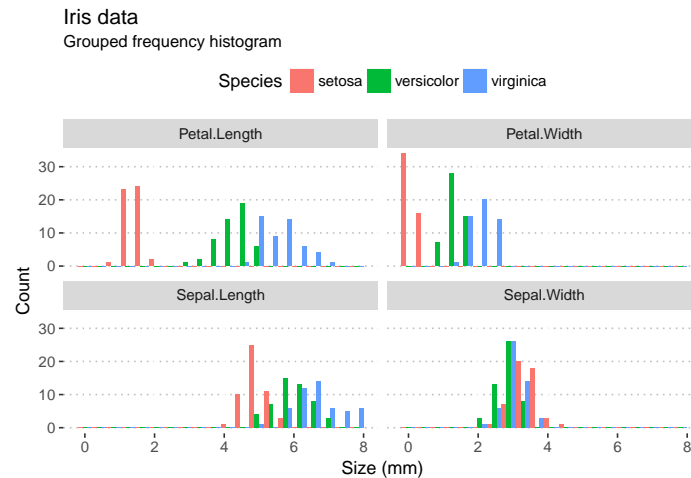 Iris data
Grouped frequency histogram
Species setosa versicolor virginica
Petal.Length Petal.Width
30
20
10
0
Sepal.Length Sepal.Width
30
20
10
0
Count
0 2 4 6 8 0 2 4 6 8
Size (mm)